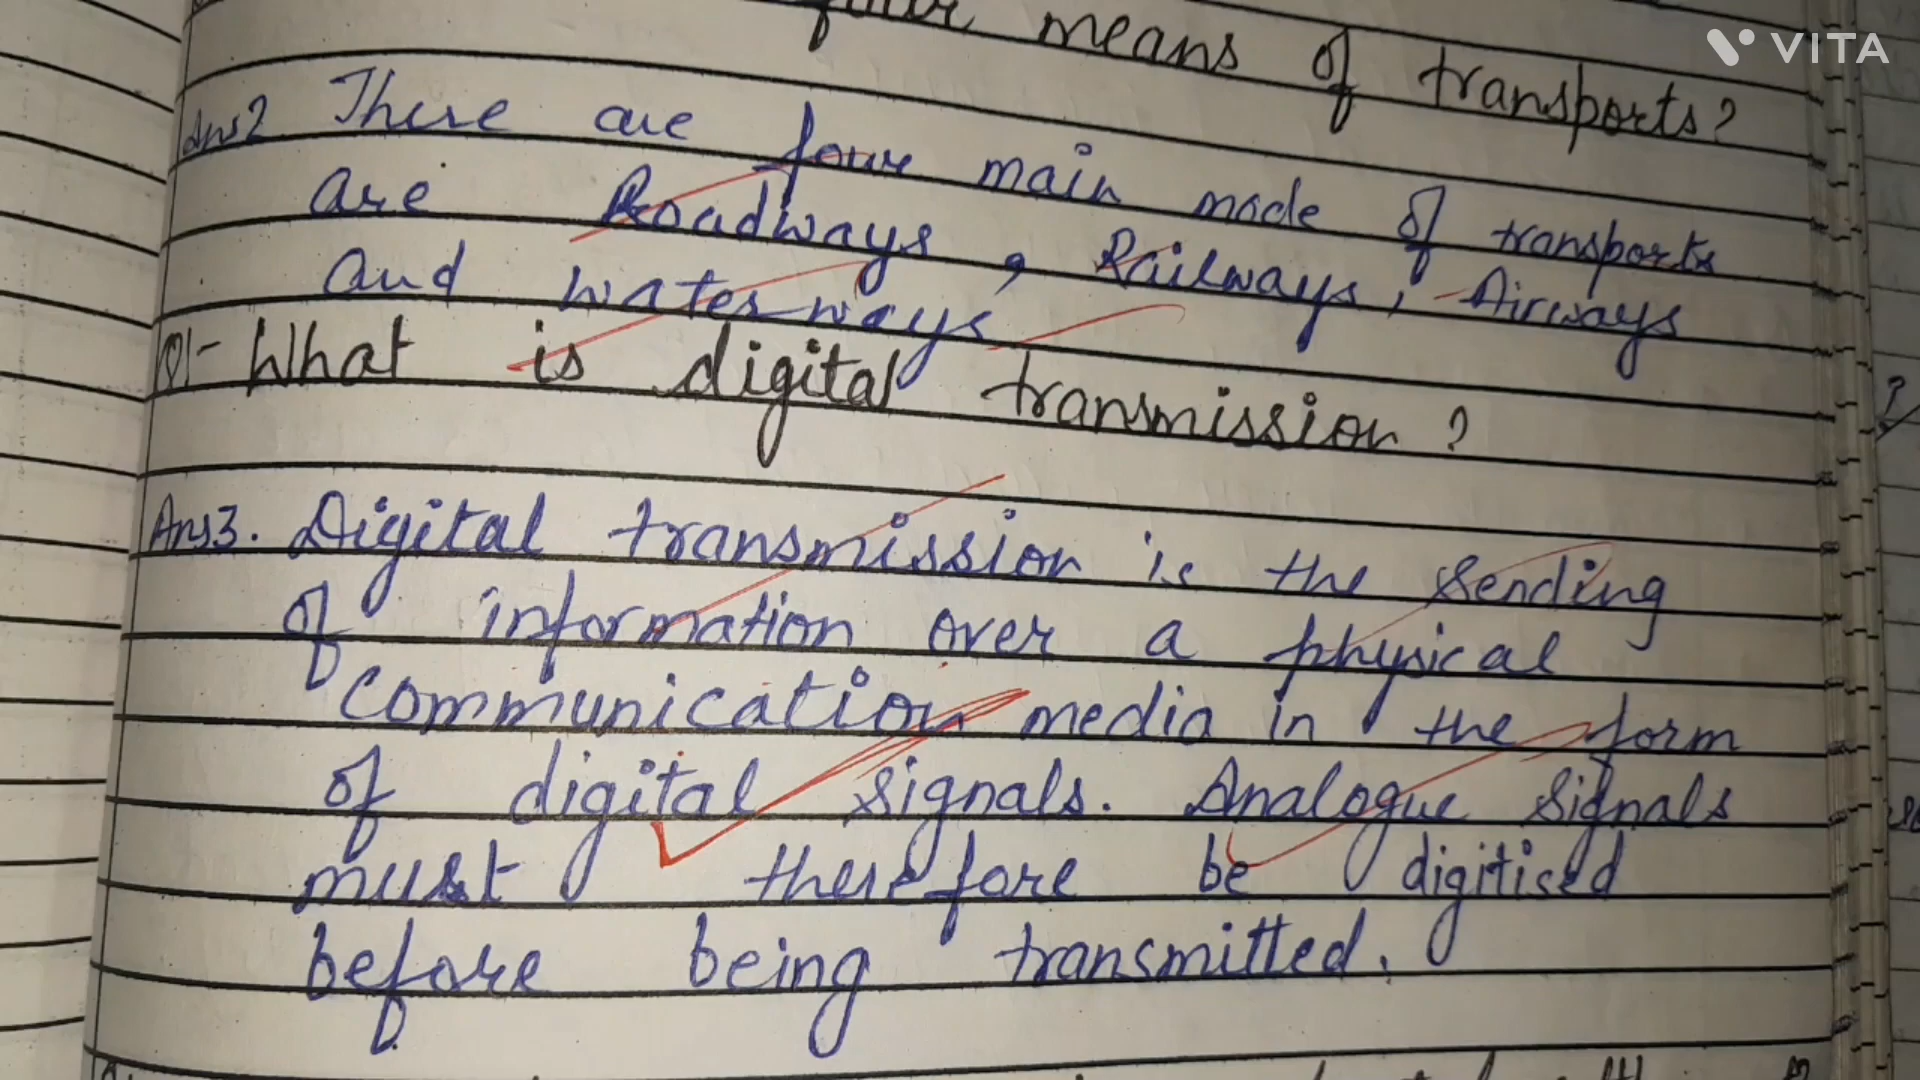 four means of transports?
VITA
Ans2 There are four main mode of transports
are Roadways, Railways, Airways
and waterways
Q- What is digital transmission?
Ans3. Digital transmission is the sending
of information over a physical
communication media in the form
of digital signals. Analogue signals
must therefore be digitised
before being transmitted.